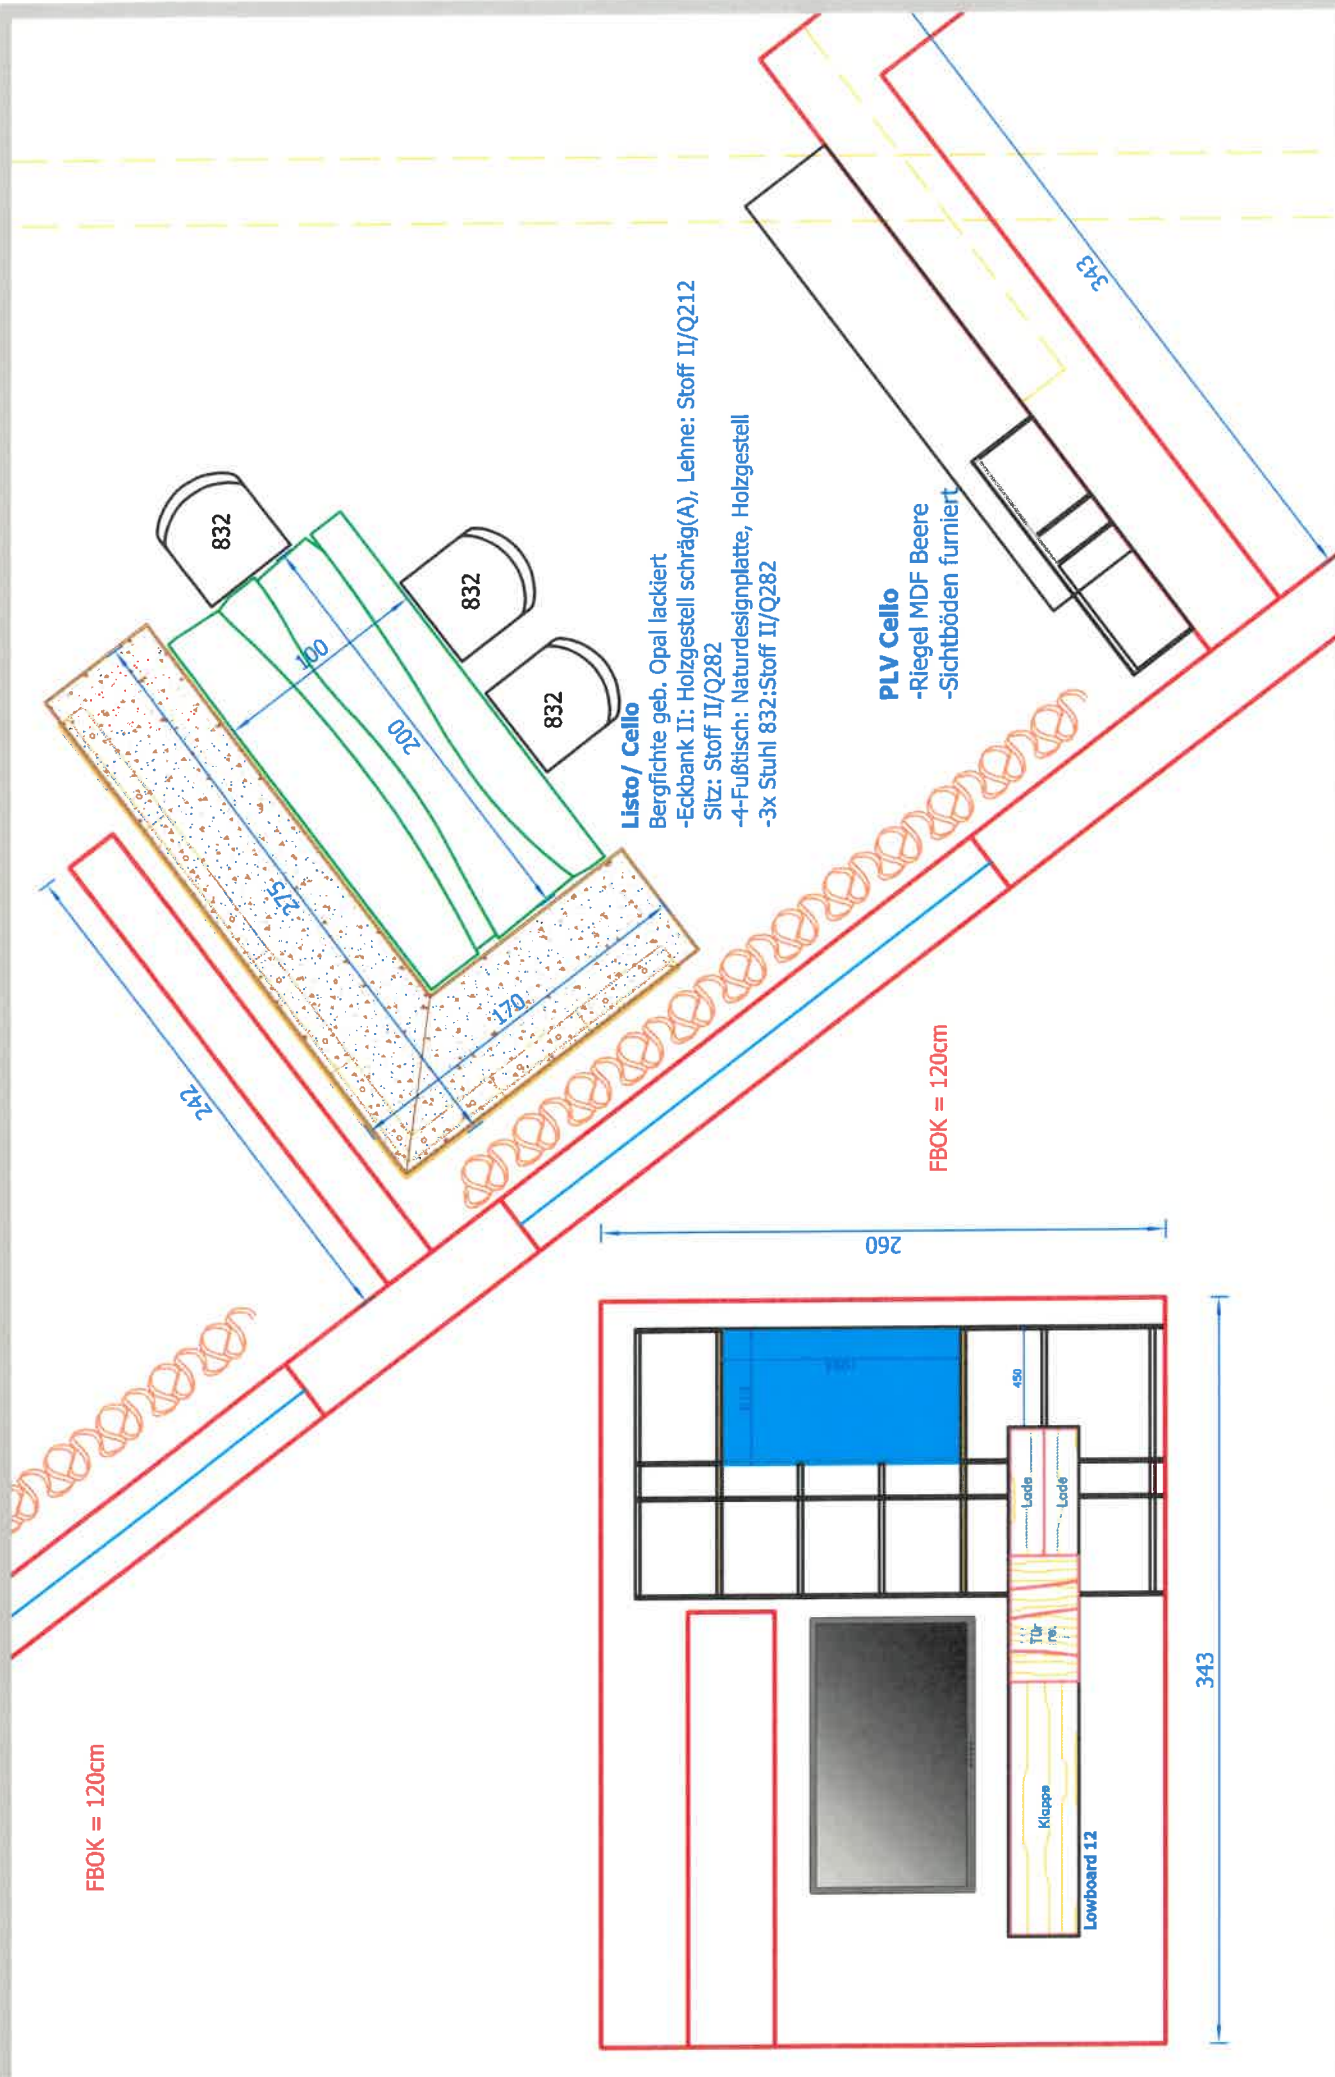 832
832
832
100
200
275
170
242
343
Listo/ Cello
Bergfichte geb. Opal lackiert
-Eckbank II: Holzgestell schräg(A), Lehne: Stoff II/Q212
Sitz: Stoff II/Q282
-4-Fußtisch: Naturdesignplatte, Holzgestell
-3x Stuhl 832:Stoff II/Q282
PLV Cello
-Riegel MDF Beere
-Sichtböden furniert
FBOK = 120cm
FBOK = 120cm
260
343
450
Lade
Lade
Tür
re.
Klappe
Lowboard 12